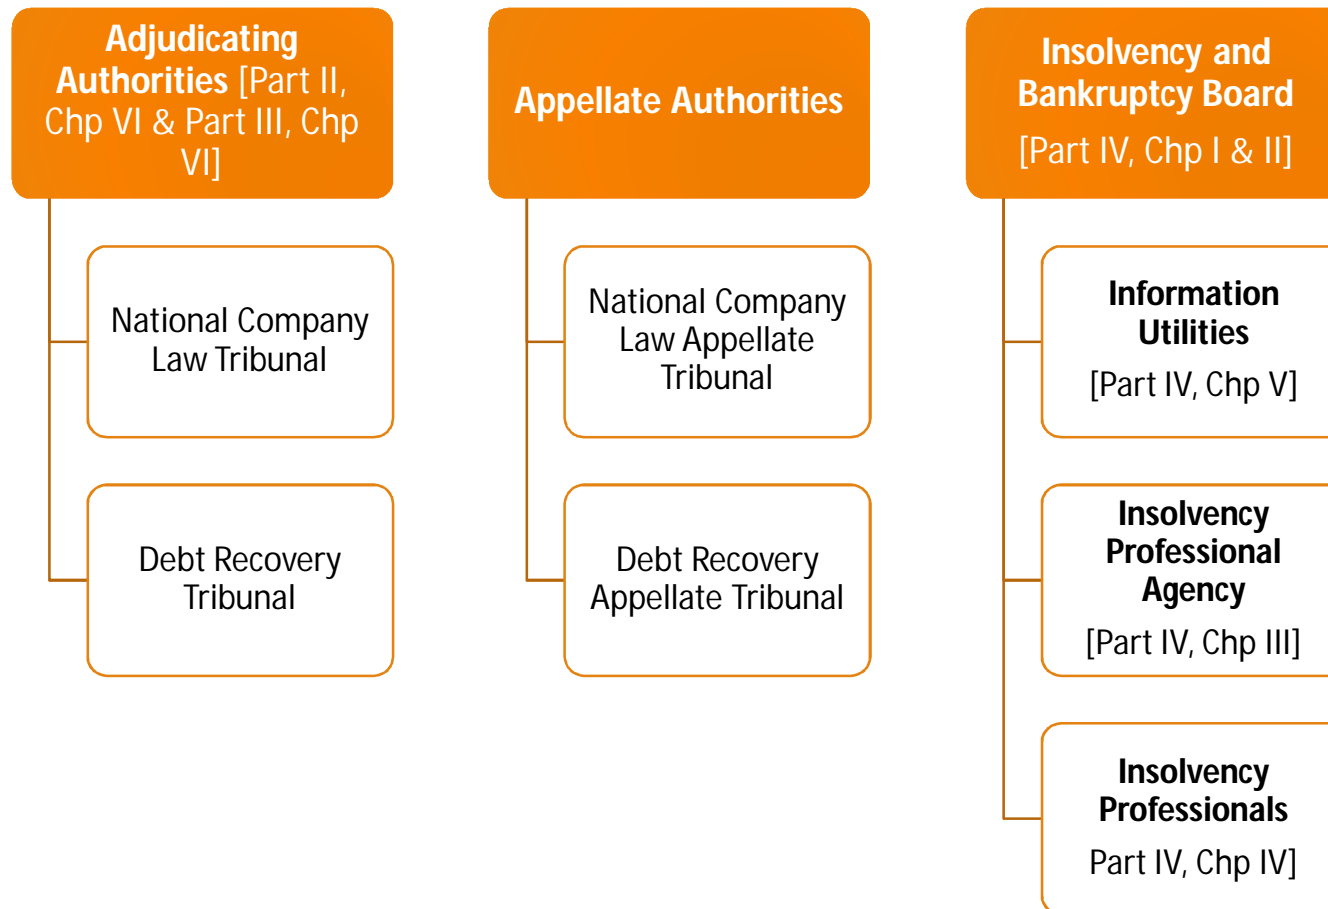 Adjudicating
Authorities [Part II,
Chp VI & Part III, Chp
VI]
National Company
Law Tribunal
Debt Recovery
Tribunal
Appellate Authorities
National Company
Law Appellate
Tribunal
Debt Recovery
Appellate Tribunal
Insolvency and
Bankruptcy Board
[Part IV, Chp I & II]
Information
Utilities
[Part IV, Chp V]
Insolvency
Professional
Agency
[Part IV, Chp III]
Insolvency
Professionals
Part IV, Chp IV]